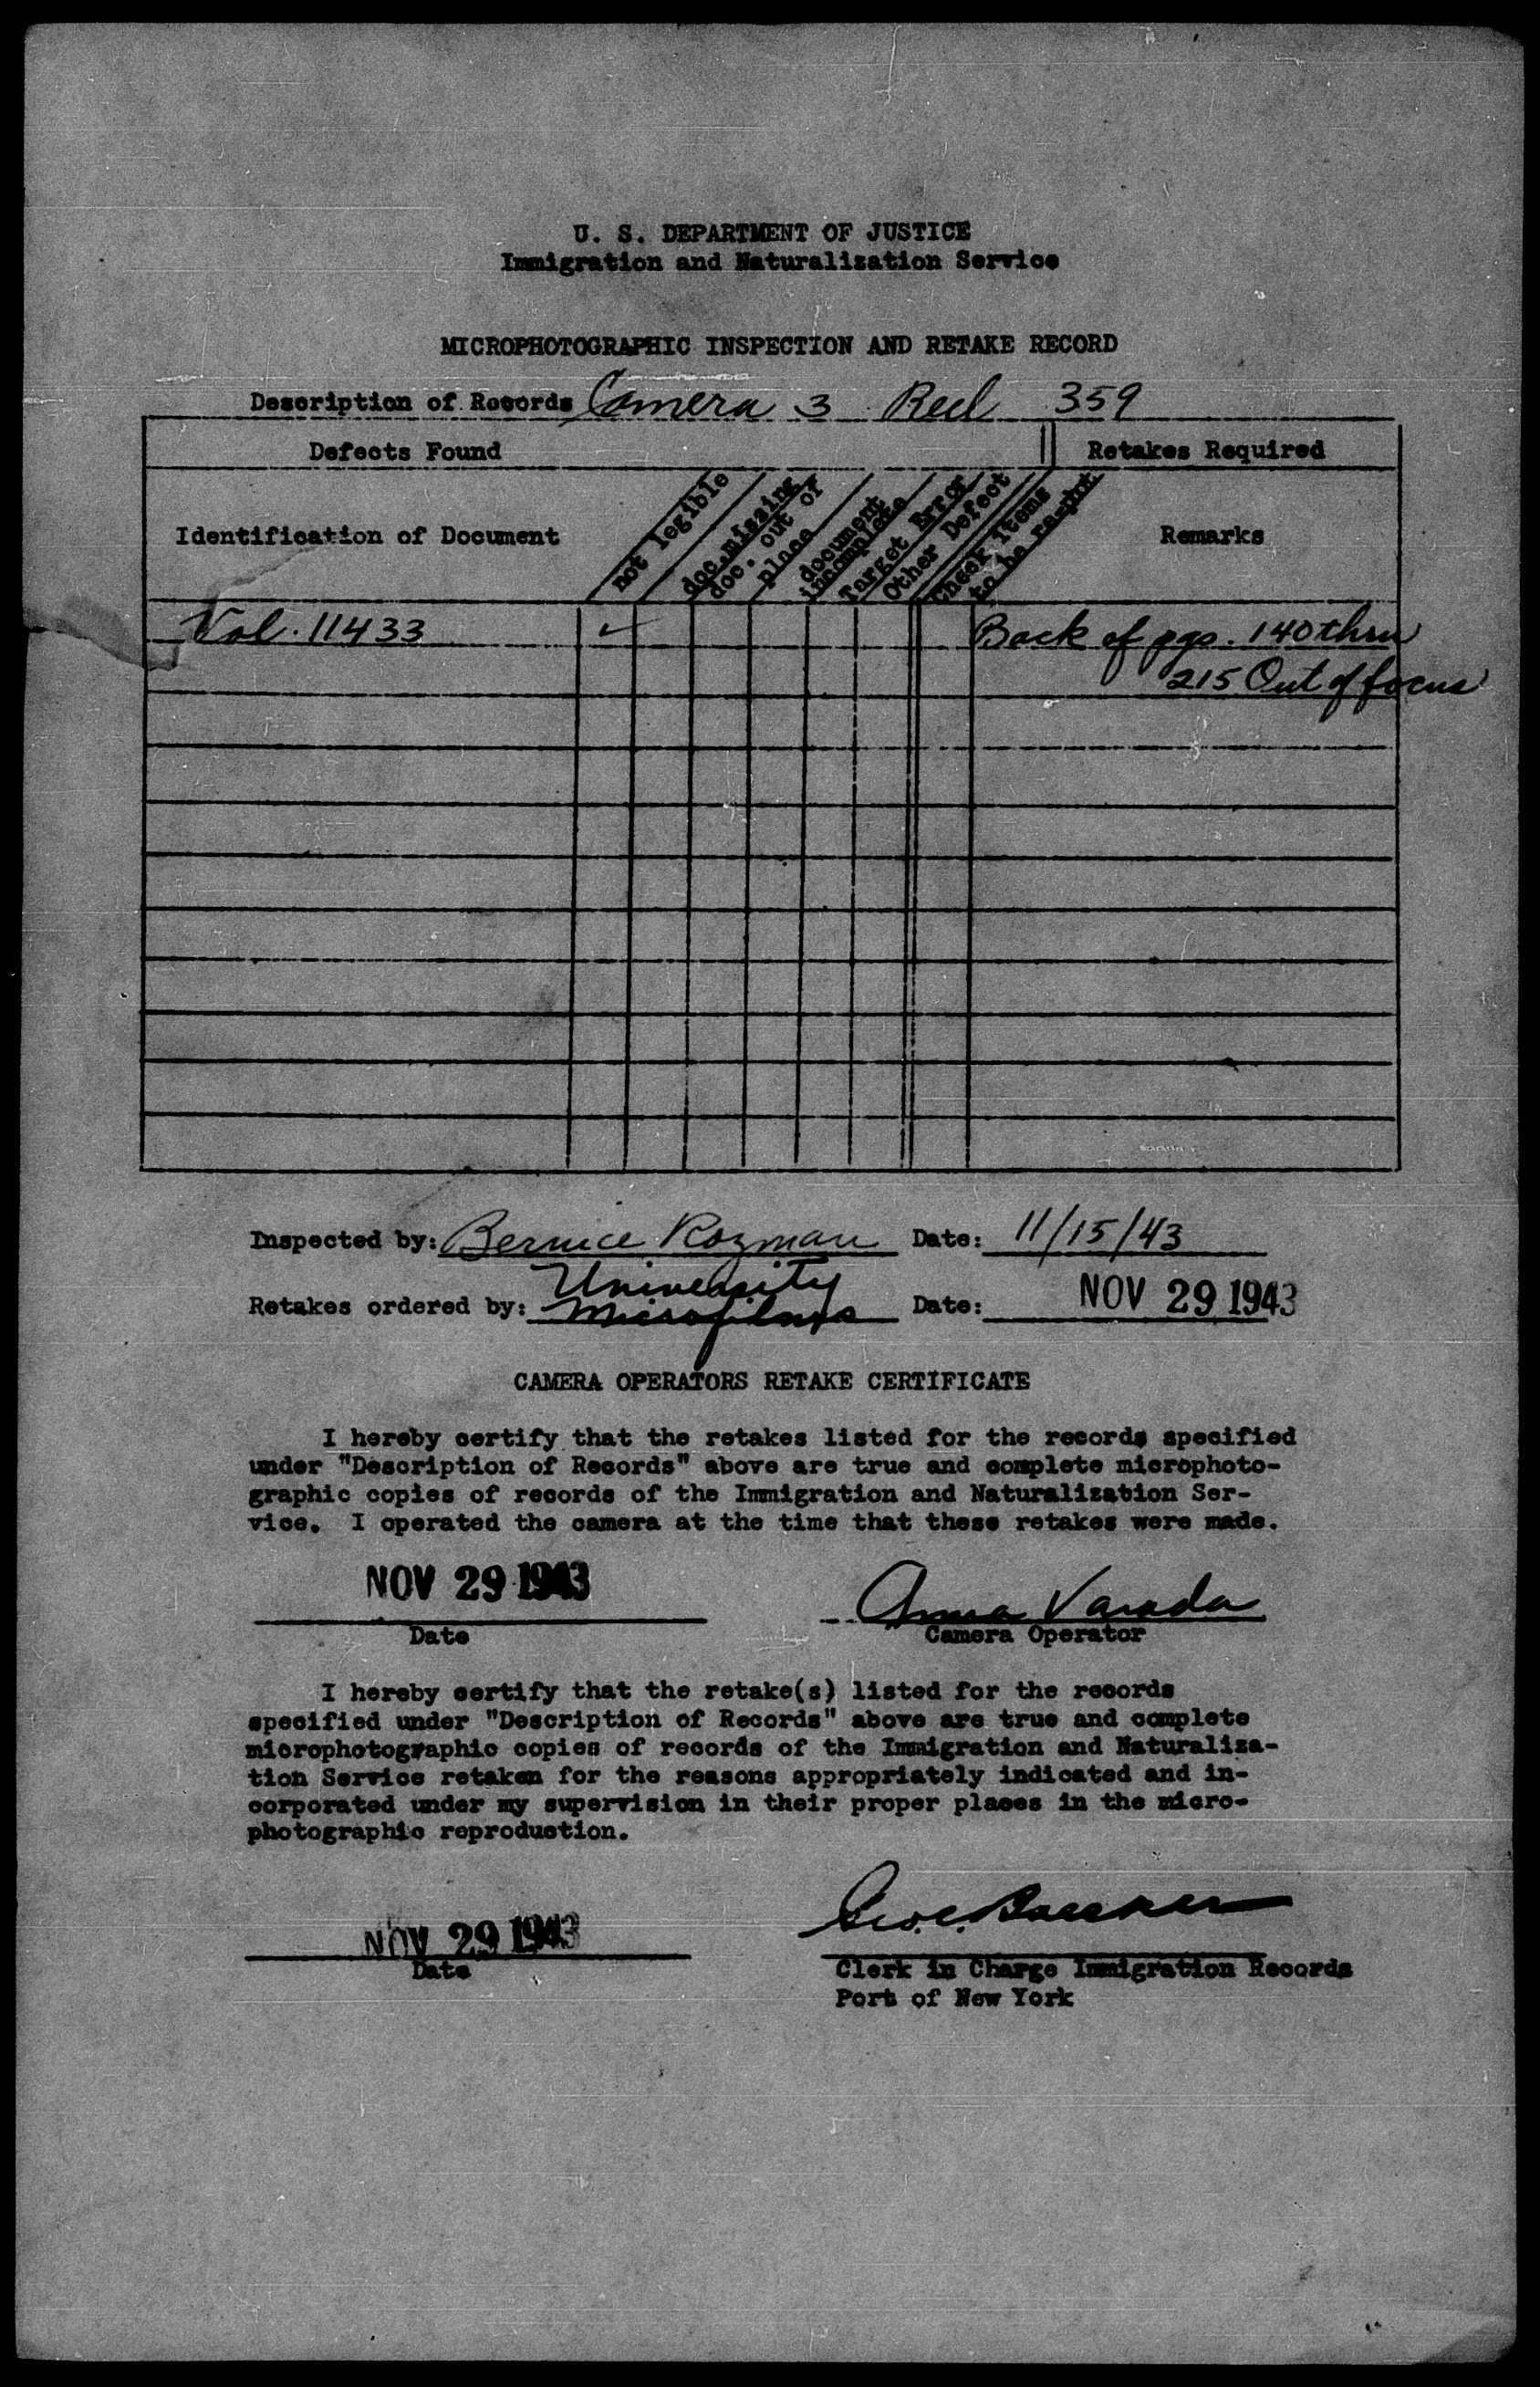 U. S. DEPARTMENT OF JUSTICE
Immigration and Naturalization Service
MICROPHOTOGRAPHIC INSPECTION AND RETAKE RECORD
Description of Records Camera 3 Reel 359
Defects Found
Retakes Required
Identification of Document
not legible
doc. missing
doc. out of
place
document
incomplete
Target Error
Other Defect
Check Items
to be re-pht
Remarks
Vol. 11433 ✓ Back of pgs. 140 thru
215 Out of focus
Inspected by: Bernice Rozman Date: 11/15/43
University
Retakes ordered by: Microfilms Date: NOV 29 1943
CAMERA OPERATORS RETAKE CERTIFICATE
I hereby certify that the retakes listed for the records specified
under "Description of Records" above are true and complete microphoto-
graphic copies of records of the Immigration and Naturalization Ser-
vice. I operated the camera at the time that these retakes were made.
NOV 29 1943 Anna Varada
Date Camera Operator
I hereby certify that the retake(s) listed for the records
specified under "Description of Records" above are true and complete
microphotographic copies of records of the Immigration and Naturaliza-
tion Service retaken for the reasons appropriately indicated and in-
corporated under my supervision in their proper places in the micro-
photographic reproduction.
NOV 29 1943
Date
Clerk in Charge Immigration Records
Port of New York